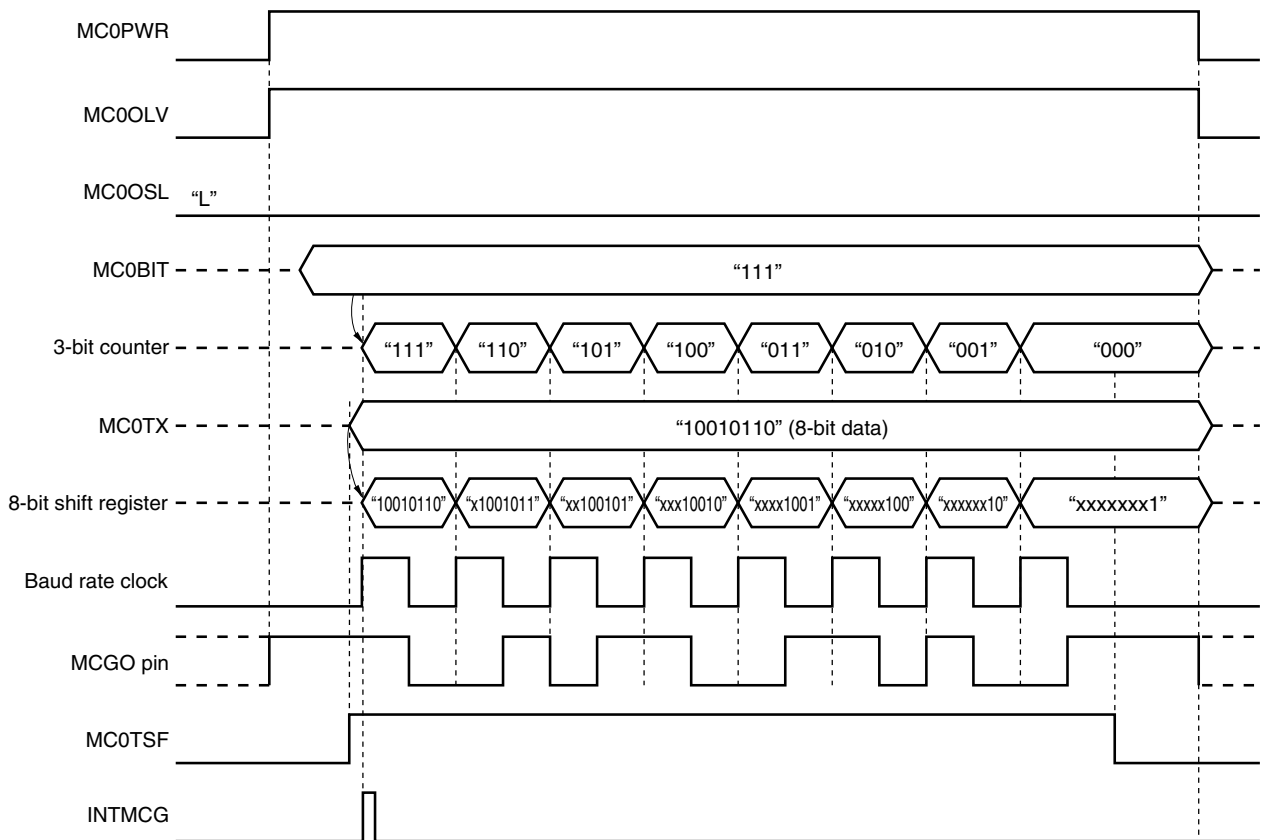 MC0PWR
MC0OLV
MC0OSL “L”
MC0BIT “111”
3-bit counter “111” “110” “101” “100” “011” “010” “001” “000”
MC0TX “10010110” (8-bit data)
8-bit shift register “10010110” “x1001011” “xx100101” “xxx10010” “xxxx1001” “xxxxx100” “xxxxxx10” “xxxxxxx1”
Baud rate clock
MCGO pin
MC0TSF
INTMCG